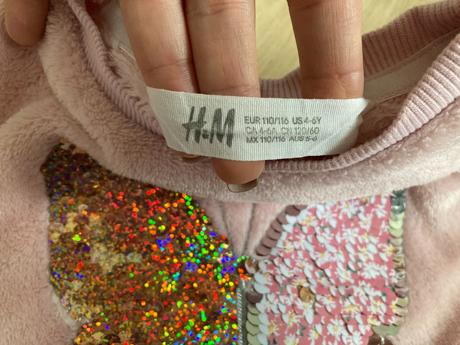 H&M
EUR 110/116 US 4-6Y
CA 4-6A, CN 120/60
MX 110/116 AUS 5-6